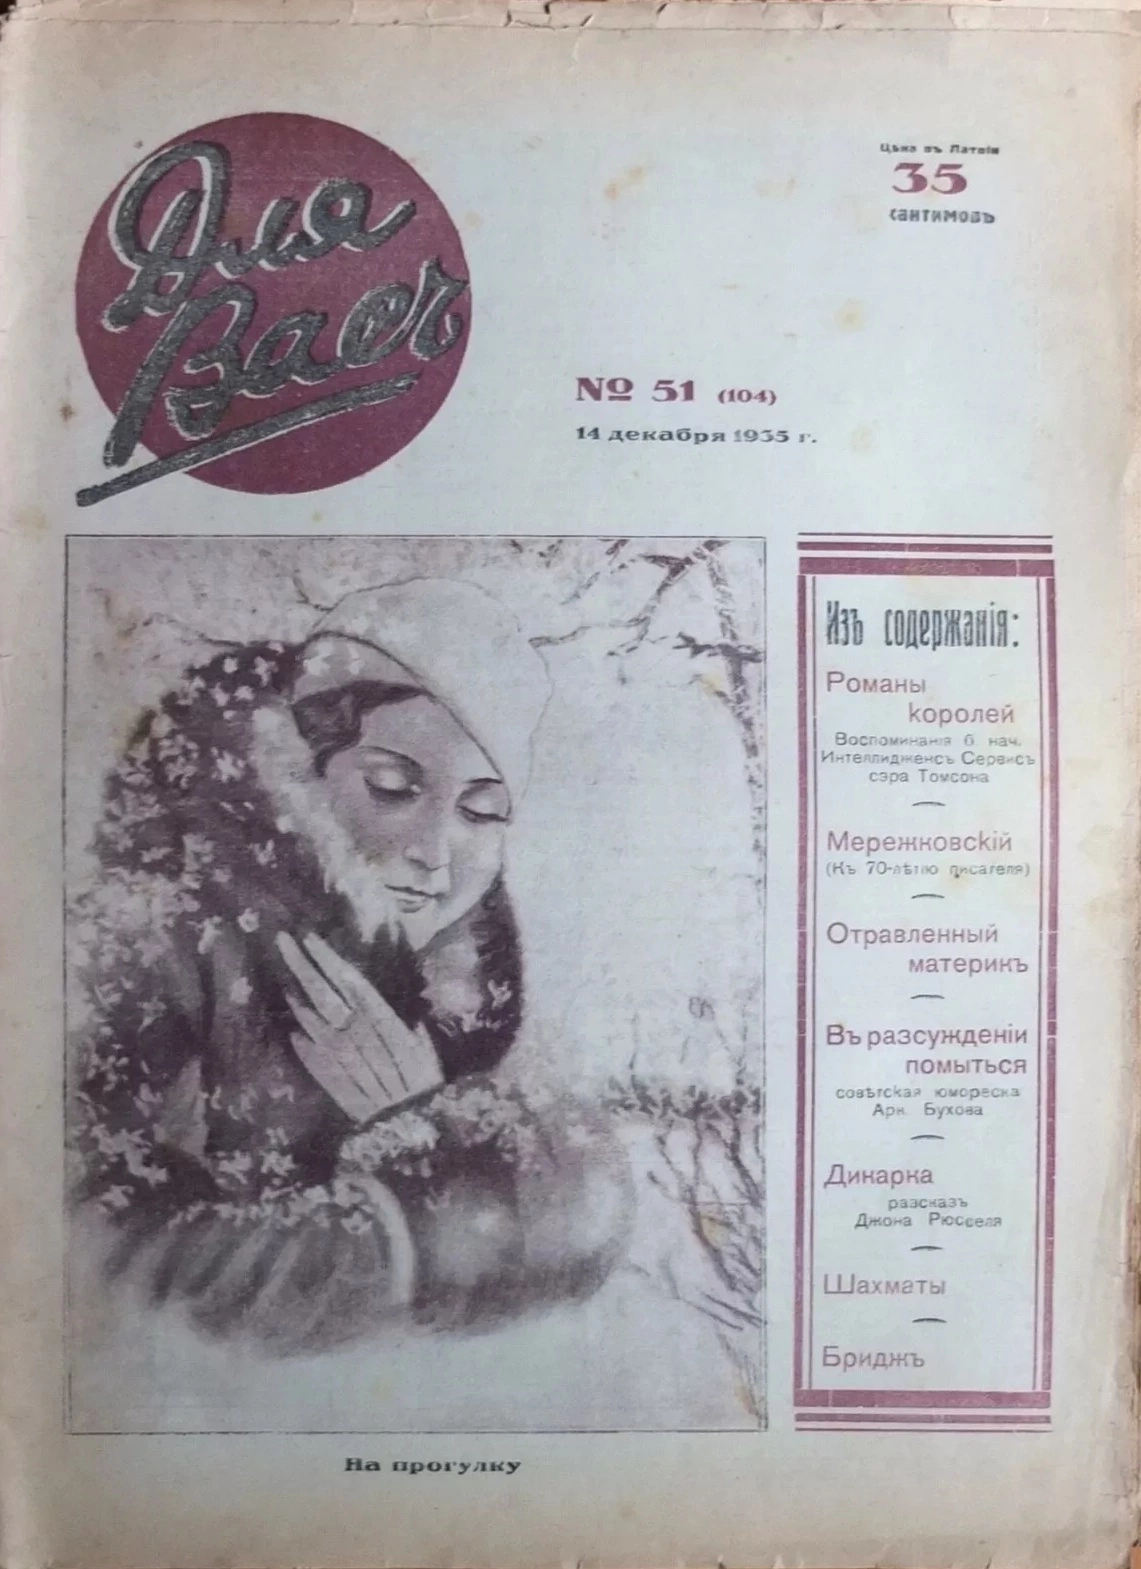 Для
Васъ
Цѣна въ Латвіи
35
сантимовъ
№ 51 (104)
14 декабря 1935 г.
Изъ содержанія:
Романы
королей
Воспоминанія б. нач.
Интеллидженсъ Сервисъ
сэра Томсона
Мережковскій
(Къ 70-лѣтію писателя)
Отравленный
материкъ
Въ разсужденіи
помыться
совѣтская юмореска
Арк. Бухова
Дикарка
разсказъ
Джона Рюсселя
Шахматы
Бриджъ
На прогулку